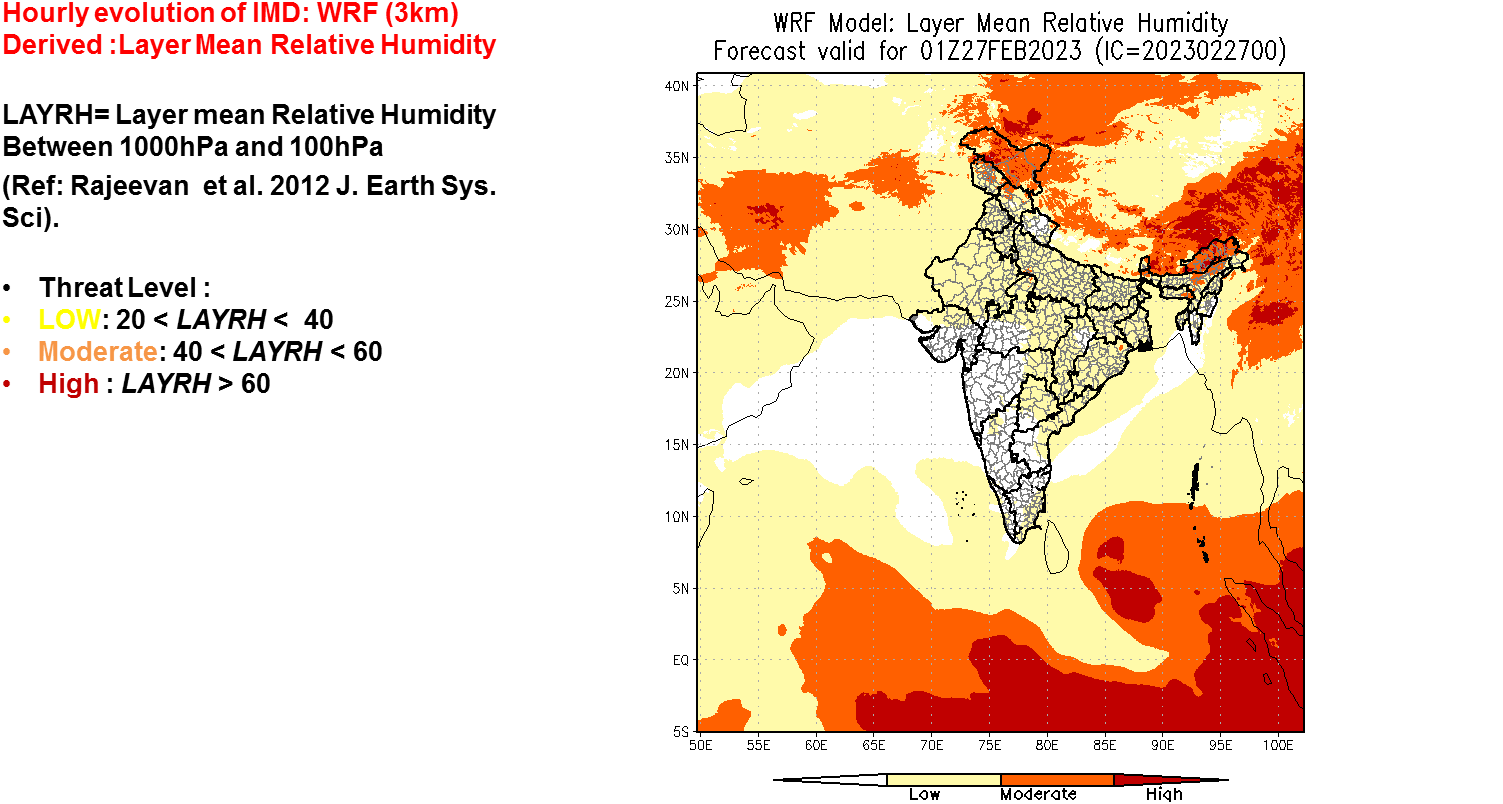 Hourly evolution of IMD: WRF (3km)
Derived :Layer Mean Relative Humidity
LAYRH= Layer mean Relative Humidity
Between 1000hPa and 100hPa
(Ref: Rajeevan et al. 2012 J. Earth Sys.
Sci).
• Threat Level :
• LOW: 20 < LAYRH < 40
• Moderate: 40 < LAYRH < 60
• High : LAYRH > 60
WRF Model: Layer Mean Relative Humidity
Forecast valid for 01Z27FEB2023 (IC=2023022700)
40N
35N
30N
25N
20N
15N
10N
5N
EQ
5S
50E 55E 60E 65E 70E 75E 80E 85E 90E 95E 100E
Low Moderate High